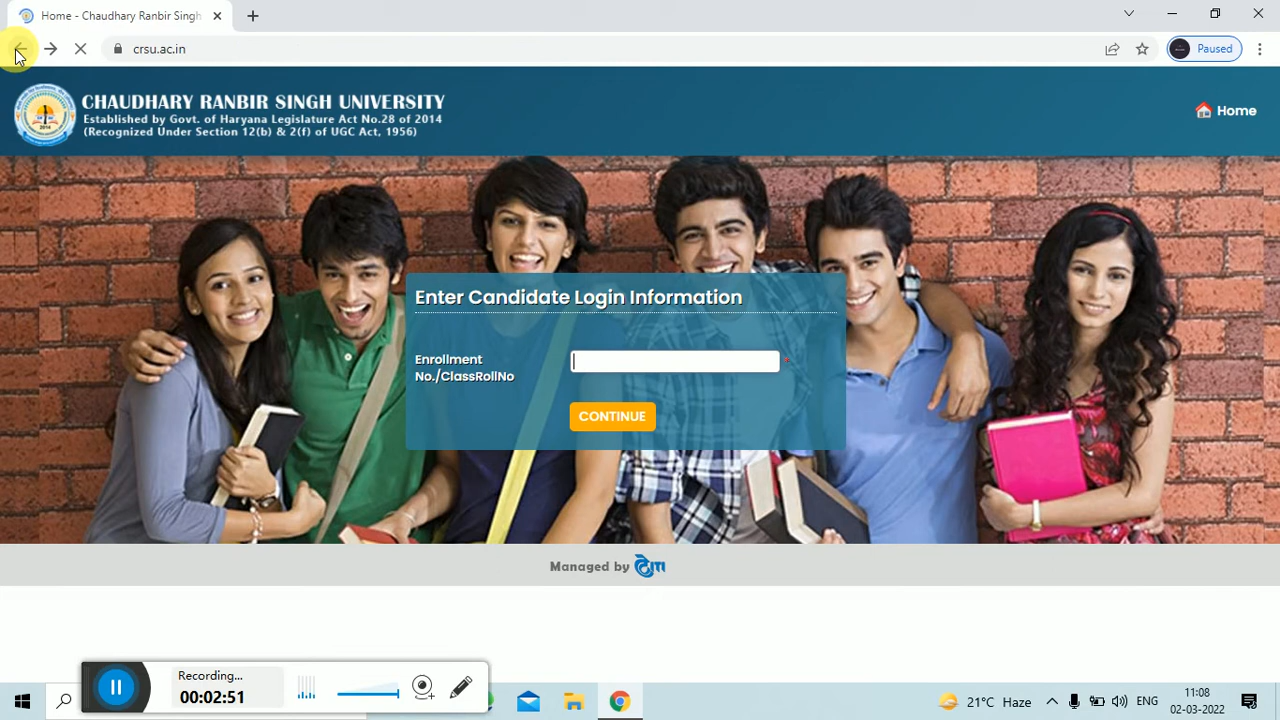 Home - Chaudhary Ranbir Singh
crsu.ac.in
Paused
2014
CHAUDHARY RANBIR SINGH UNIVERSITY
Established by Govt. of Haryana Legislature Act No.28 of 2014
(Recognized Under Section 12(b) & 2(f) of UGC Act, 1956)
Home
Enter Candidate Login Information
Enrollment
No./ClassRollNo
*
CONTINUE
Managed by
Recording...
00:02:51
21°C Haze
ENG
11:08
02-03-2022